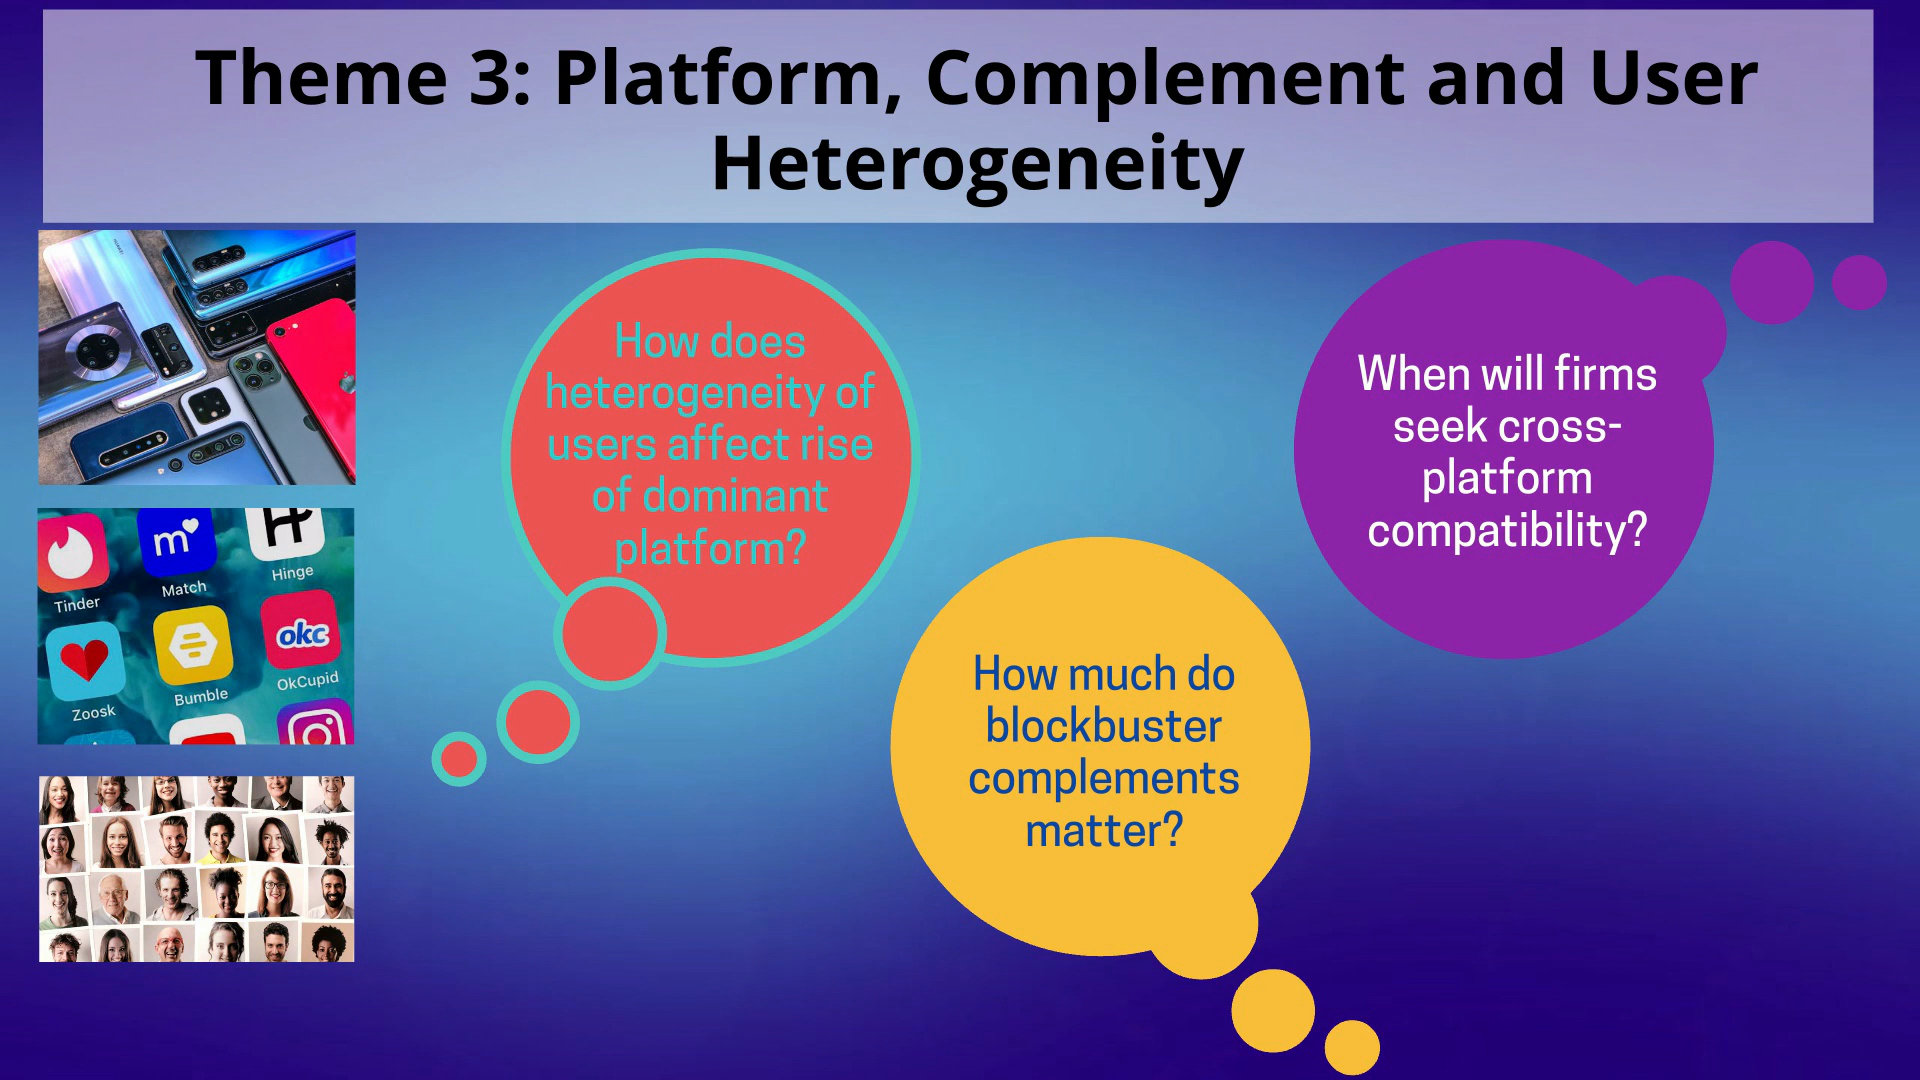 Theme 3: Platform, Complement and User
Heterogeneity
How does
heterogeneity of
users affect rise
of dominant
platform?
When will firms
seek cross-
platform
compatibility?
How much do
blockbuster
complements
matter?
HUAWEI
m
H
Tinder
Match
Hinge
okc
Zoosk
Bumble
OkCupid